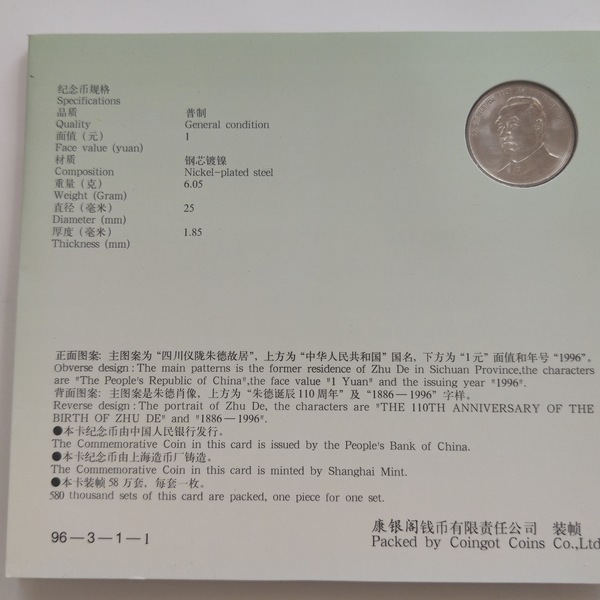 纪念币规格
Specifications
品质 普制
Quality General condition
面值（元） 1
Face value (yuan)
材质 钢芯镀镍
Composition Nickel-plated steel
重量（克） 6.05
Weight (Gram)
直径（毫米） 25
Diameter (mm)
厚度（毫米） 1.85
Thickness (mm)
正面图案: 主图案为“四川仪陇朱德故居”, 上方为“中华人民共和国”国名, 下方为“1元”面值和年号“1996”。
Obverse design: The main patterns is the former residence of Zhu De in Sichuan Province, the characters
are "The People's Republic of China", the face value "1 Yuan" and the issuing year "1996".
背面图案: 主图案是朱德肖像, 上方为“朱德诞辰110周年”及“1886—1996”字样。
Reverse design: The portrait of Zhu De, the characters are "THE 110TH ANNIVERSARY OF THE
BIRTH OF ZHU DE" and "1886-1996".
●本卡纪念币由中国人民银行发行。
The Commemorative Coin in this card is issued by the People's Bank of China.
●本卡纪念币由上海造币厂铸造。
The Commemorative Coin in this card is minted by Shanghai Mint.
●本卡装帧58万套, 每套一枚。
580 thousand sets of this card are packed, one piece for one set.
康银阁钱币有限责任公司 装帧
96—3—1—1
Packed by Coingot Coins Co., Ltd